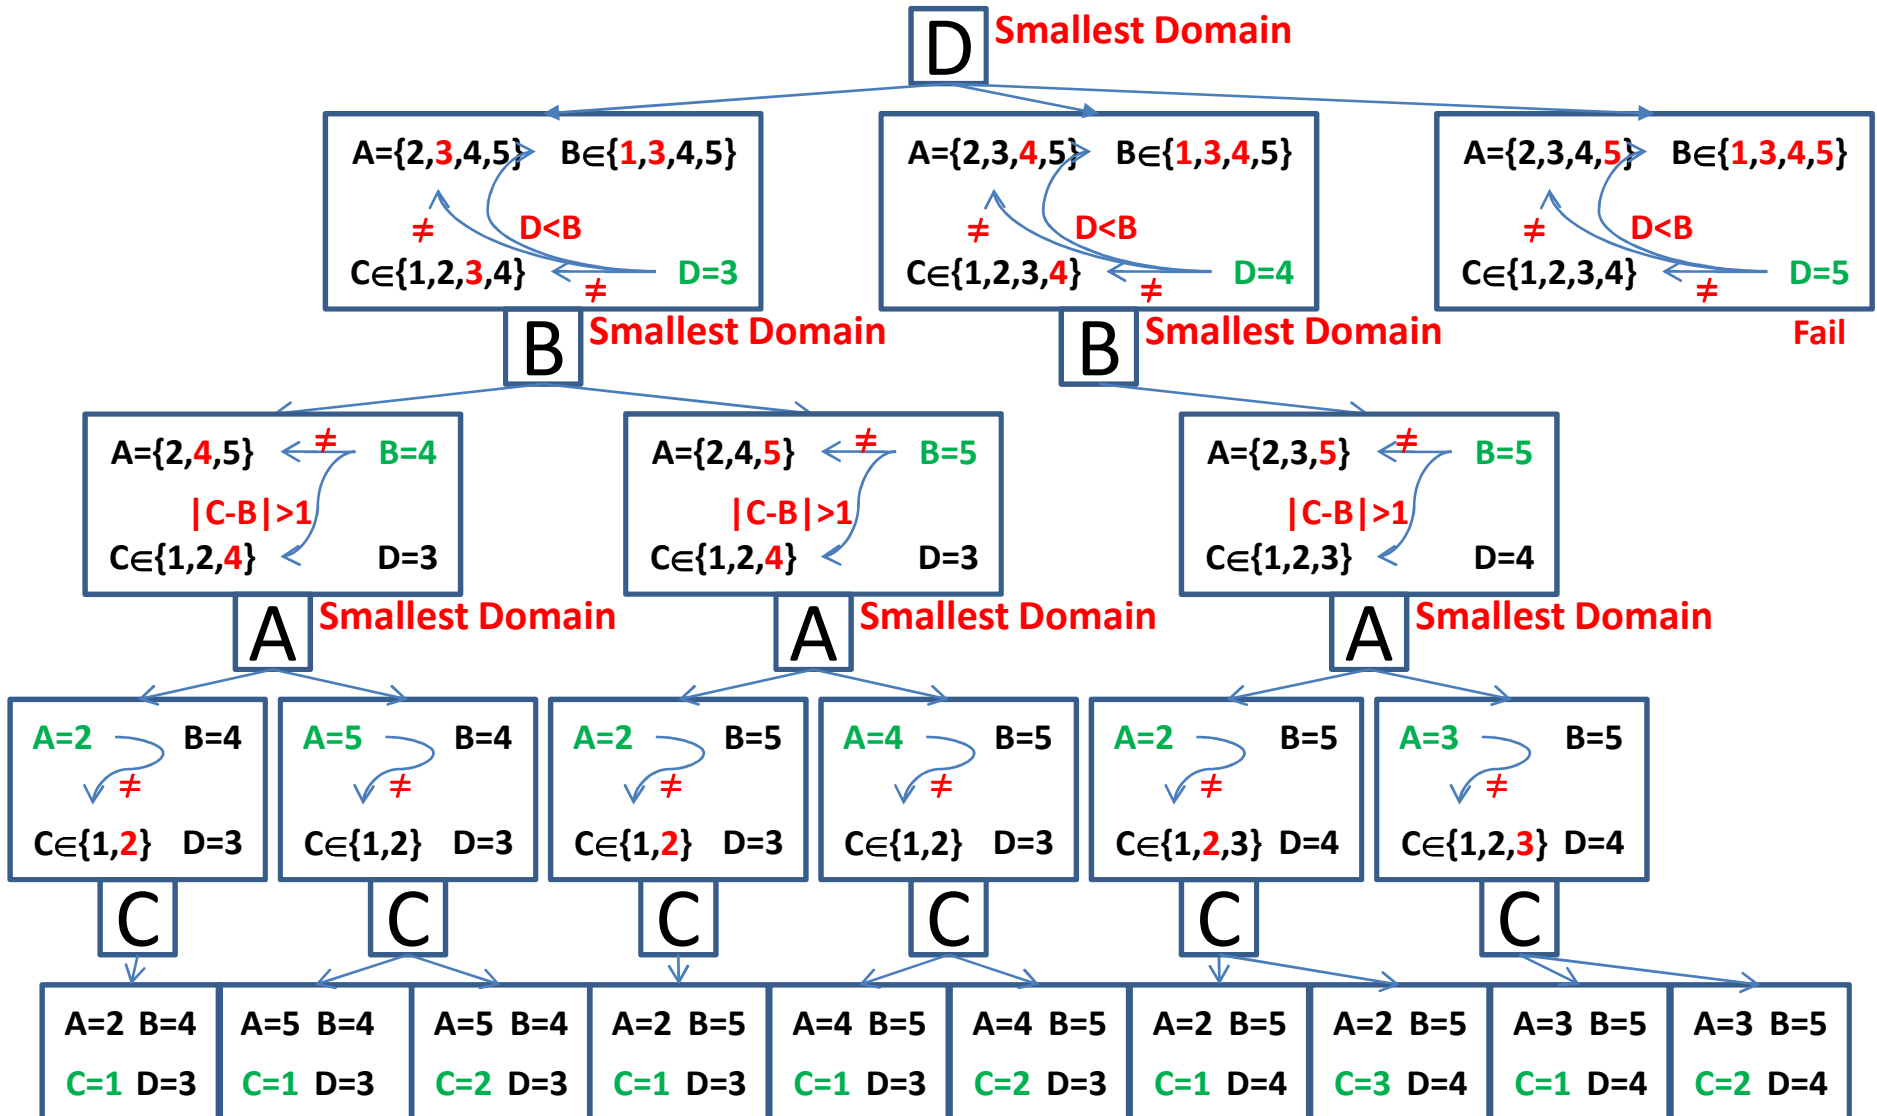 D Smallest Domain
A={2,3,4,5} B∈{1,3,4,5}
≠ D<B
C∈{1,2,3,4} ≠ D=3
A={2,3,4,5} B∈{1,3,4,5}
≠ D<B
C∈{1,2,3,4} ≠ D=4
A={2,3,4,5} B∈{1,3,4,5}
≠ D<B
C∈{1,2,3,4} ≠ D=5
B Smallest Domain
B Smallest Domain
Fail
A={2,4,5} ≠ B=4
|C-B|>1
C∈{1,2,4} D=3
A={2,4,5} ≠ B=5
|C-B|>1
C∈{1,2,4} D=3
A={2,3,5} ≠ B=5
|C-B|>1
C∈{1,2,3} D=4
A Smallest Domain
A Smallest Domain
A Smallest Domain
A=2 B=4
≠
C∈{1,2} D=3
A=5 B=4
≠
C∈{1,2} D=3
A=2 B=5
≠
C∈{1,2} D=3
A=4 B=5
≠
C∈{1,2} D=3
A=2 B=5
≠
C∈{1,2,3} D=4
A=3 B=5
≠
C∈{1,2,3} D=4
C
C
C
C
C
C
A=2 B=4
C=1 D=3
A=5 B=4
C=1 D=3
A=5 B=4
C=2 D=3
A=2 B=5
C=1 D=3
A=4 B=5
C=1 D=3
A=4 B=5
C=2 D=3
A=2 B=5
C=1 D=4
A=2 B=5
C=3 D=4
A=3 B=5
C=1 D=4
A=3 B=5
C=2 D=4